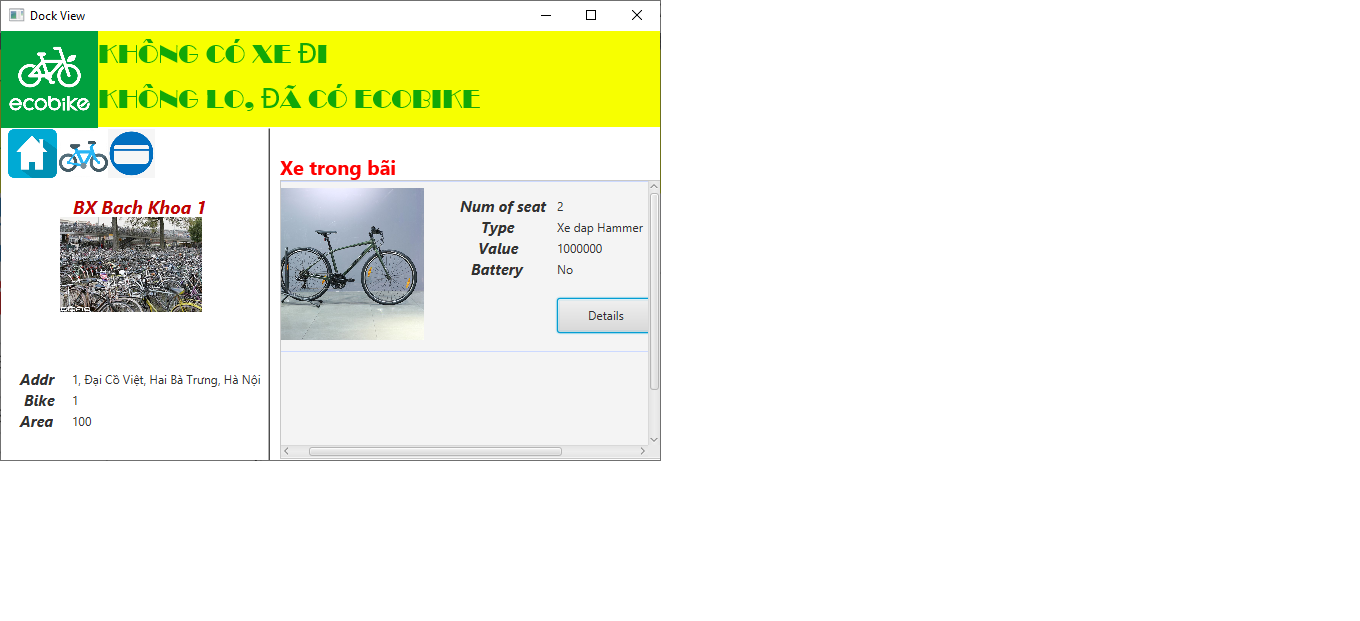 Dock View
KHÔNG CÓ XE ĐI
KHÔNG LO, ĐÃ CÓ ECOBIKE
ecobike
BX Bach Khoa 1
Addr 1, Đại Cồ Việt, Hai Bà Trưng, Hà Nội
Bike 1
Area 100
Xe trong bãi
Num of seat 2
Type Xe dap Hammer
Value 1000000
Battery No
Details